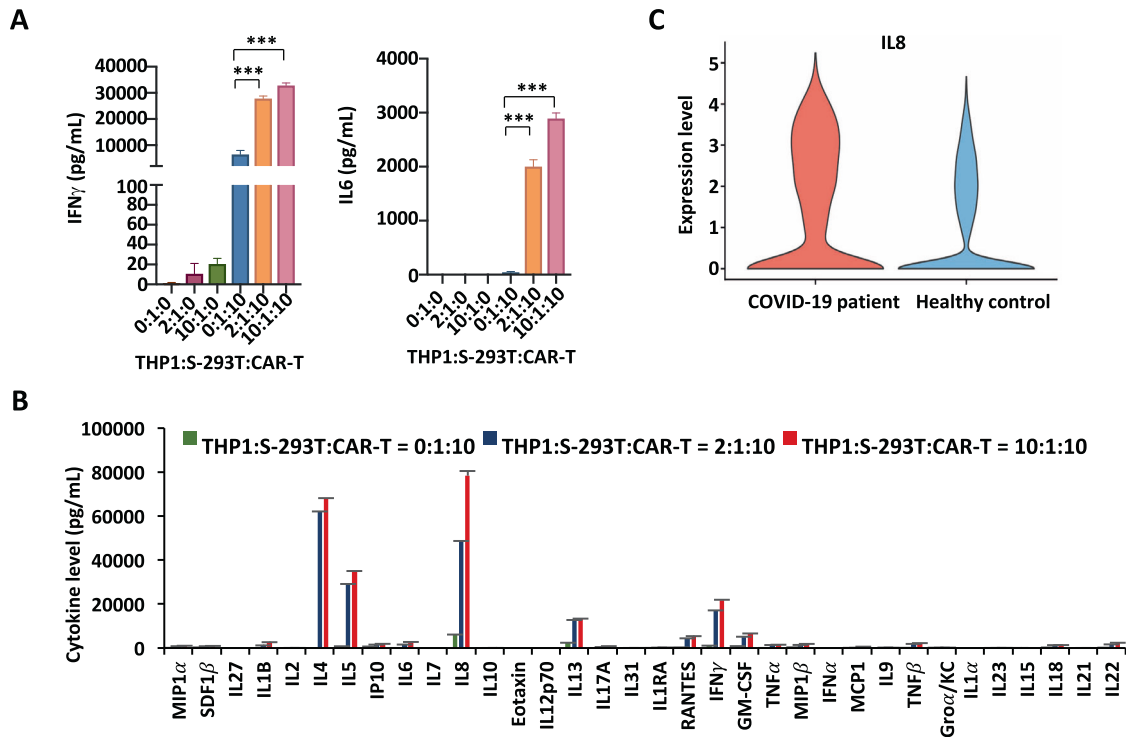 A
IFNγ (pg/mL)
40000
30000
20000
10000
100
80
60
40
20
0
***
***
0:1:0
2:1:0
10:1:0
0:1:10
2:1:10
10:1:10
THP1:S-293T:CAR-T
IL6 (pg/mL)
4000
3000
2000
1000
0
***
***
0:1:0
2:1:0
10:1:0
0:1:10
2:1:10
10:1:10
THP1:S-293T:CAR-T
C
IL8
Expression level
5
4
3
2
1
0
COVID-19 patient
Healthy control
B
Cytokine level (pg/mL)
100000
80000
60000
40000
20000
0
THP1:S-293T:CAR-T = 0:1:10
THP1:S-293T:CAR-T = 2:1:10
THP1:S-293T:CAR-T = 10:1:10
MIP1α
SDF1β
IL27
IL1B
IL2
IL4
IL5
IP10
IL6
IL7
IL8
IL10
Eotaxin
IL12p70
IL13
IL17A
IL31
IL1RA
RANTES
IFNγ
GM-CSF
TNFα
MIP1β
IFNα
MCP1
IL9
TNFβ
Groα/KC
IL1α
IL23
IL15
IL18
IL21
IL22